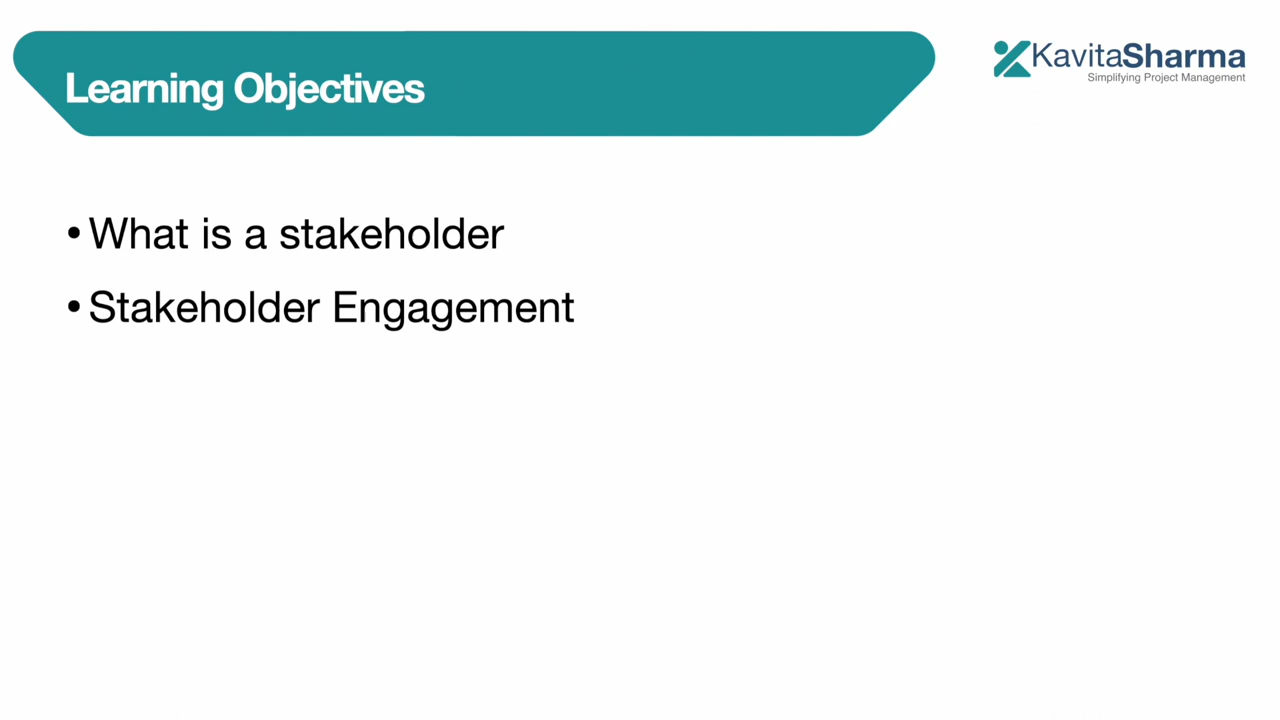 Learning Objectives
KavitaSharma
Simplifying Project Management
• What is a stakeholder
• Stakeholder Engagement